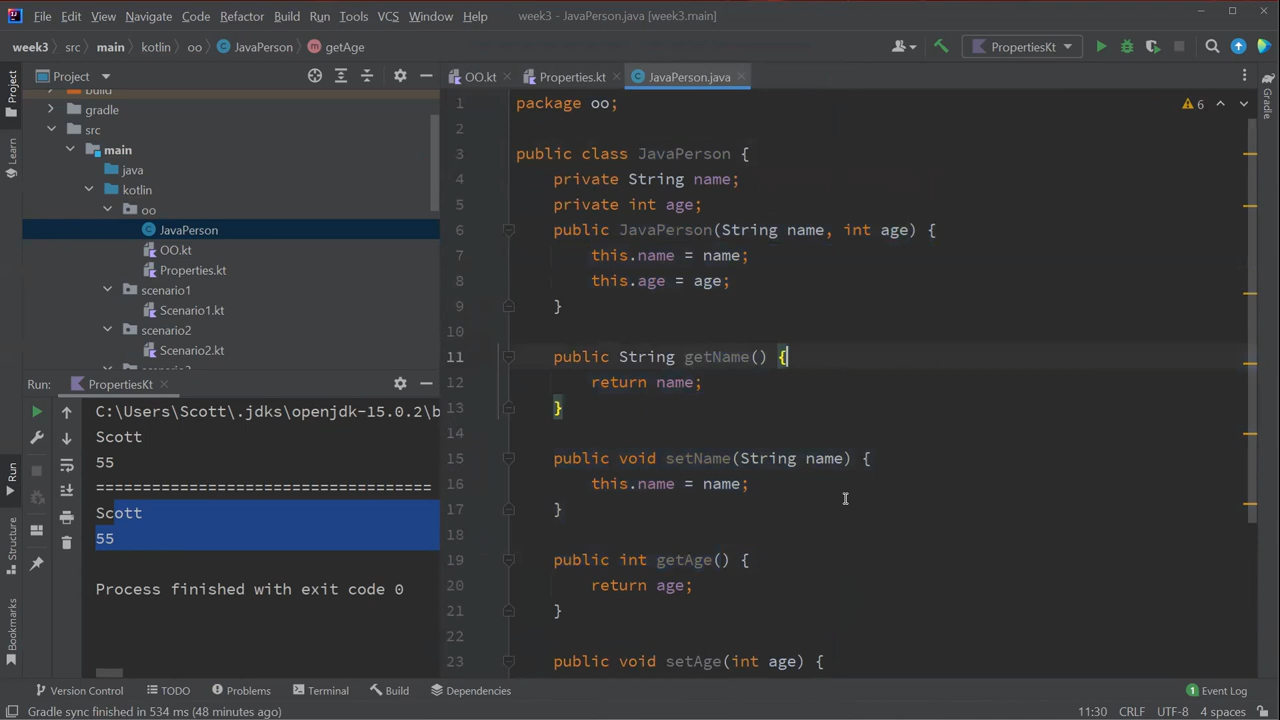 File Edit View Navigate Code Refactor Build Run Tools VCS Window Help week3 - JavaPerson.java [week3.main]
week3 src main kotlin oo JavaPerson getAge PropertiesKt
Project OO.kt Properties.kt JavaPerson.java
Project
Learn
Structure
Bookmarks
Run
Gradle
build
gradle
src
main
java
kotlin
oo
JavaPerson
OO.kt
Properties.kt
scenario1
Scenario1.kt
scenario2
Scenario2.kt
Run: PropertiesKt
C:\Users\Scott\.jdks\openjdk-15.0.2\b
Scott
55
====================================
Scott
55
Process finished with exit code 0
6
1 package oo;
2
3 public class JavaPerson {
4 private String name;
5 private int age;
6 public JavaPerson(String name, int age) {
7 this.name = name;
8 this.age = age;
9 }
10
11 public String getName() {
12 return name;
13 }
14
15 public void setName(String name) {
16 this.name = name;
17 }
18
19 public int getAge() {
20 return age;
21 }
22
23 public void setAge(int age) {
Version Control TODO Problems Terminal Build Dependencies 1 Event Log
Gradle sync finished in 534 ms (48 minutes ago) 11:30 CRLF UTF-8 4 spaces